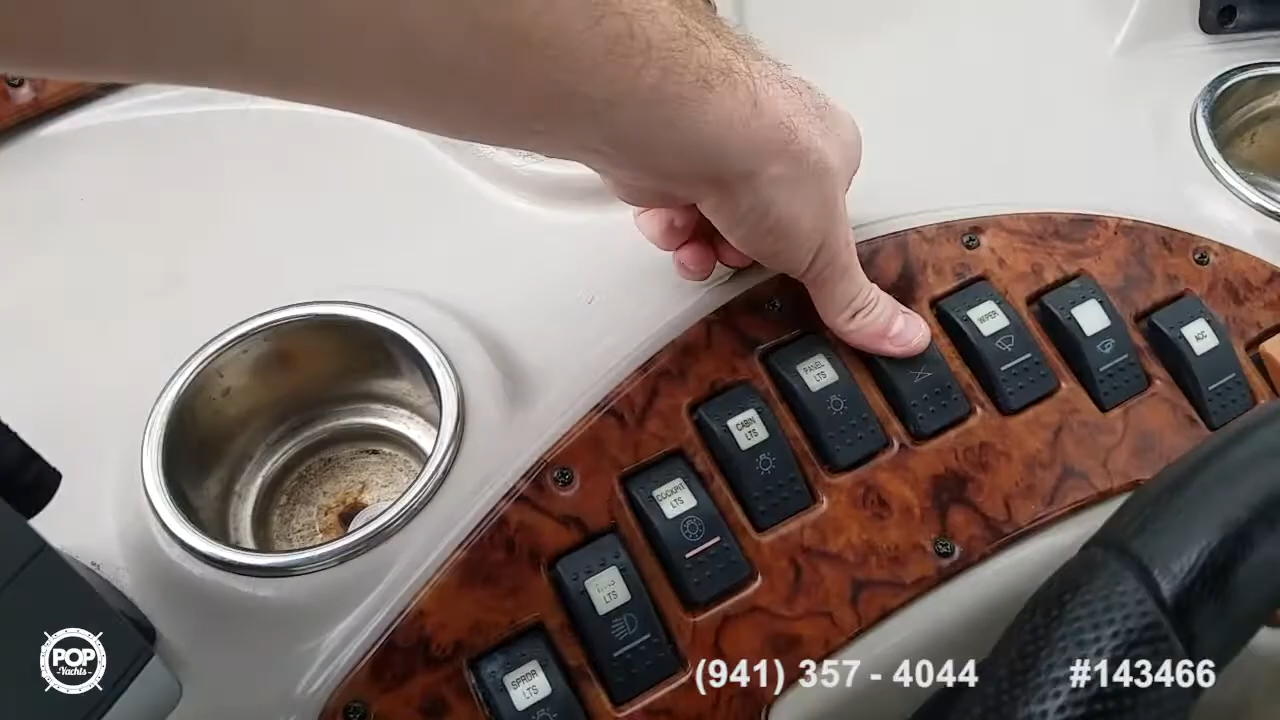 WIPER
ACC
PANEL
LTS
CABIN
LTS
COCKPIT
LTS
LTS
SPRDR
LTS
POP
Yachts
(941) 357 - 4044
#143466